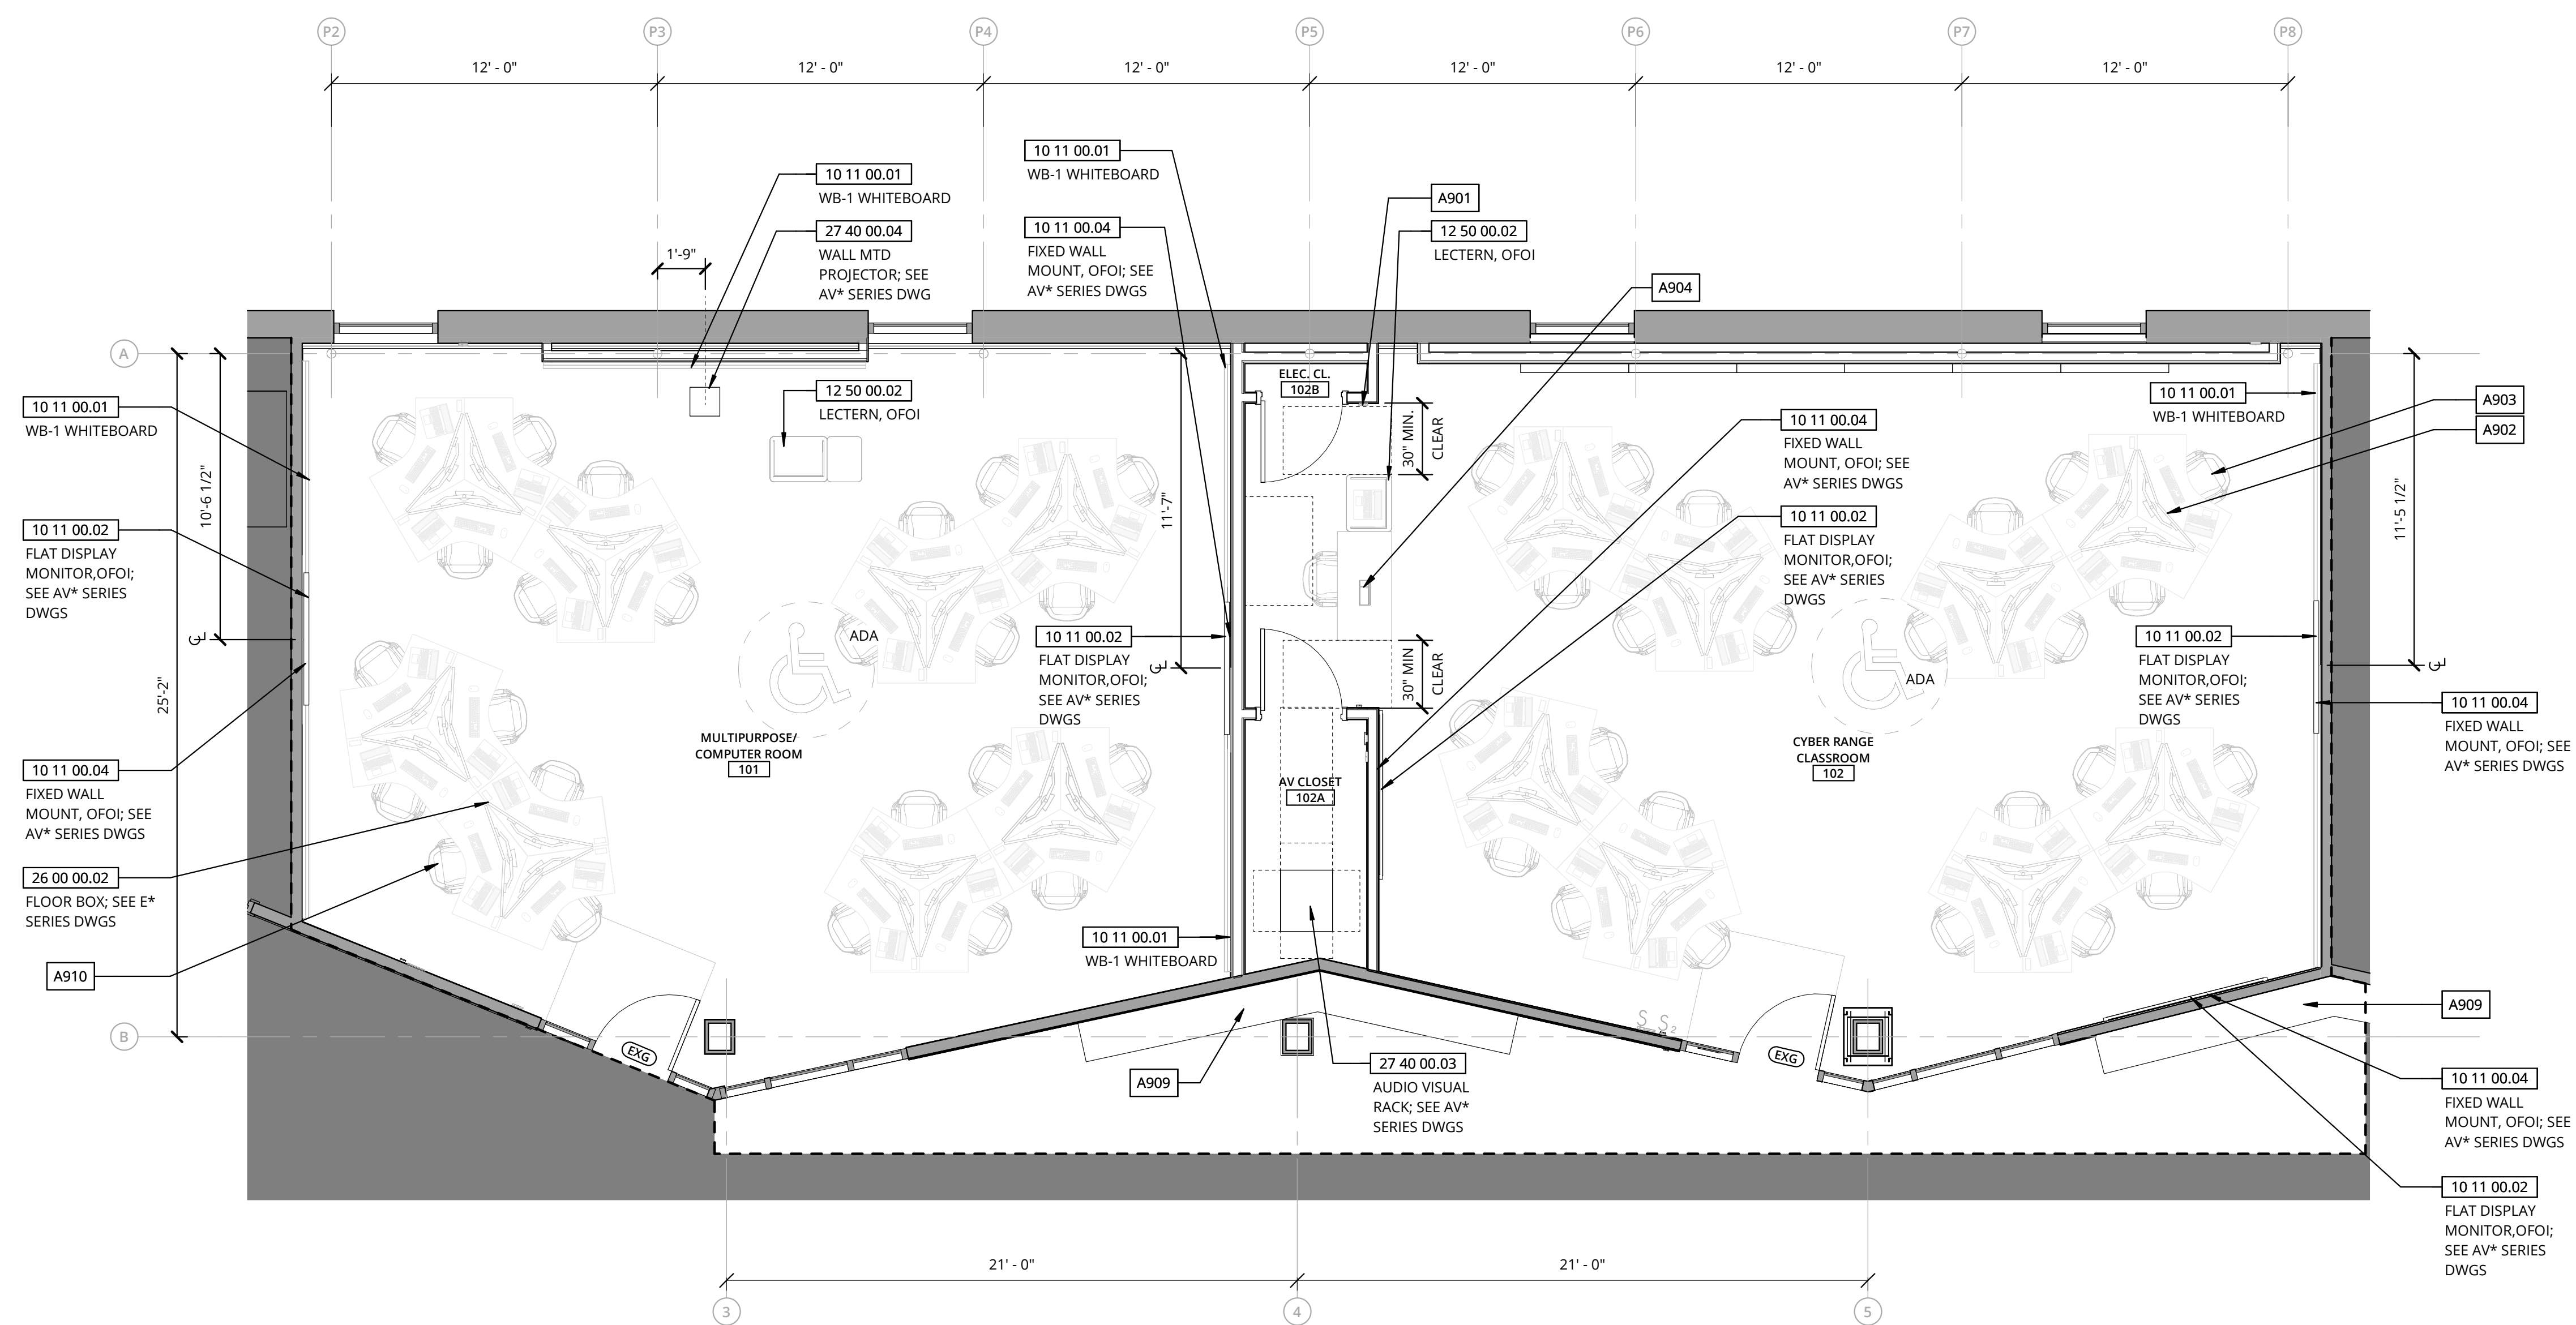 P2
P3
P4
P5
P6
P7
P8
12' - 0"
12' - 0"
12' - 0"
12' - 0"
12' - 0"
12' - 0"
10 11 00.01
WB-1 WHITEBOARD
27 40 00.04
WALL MTD
PROJECTOR; SEE
AV* SERIES DWG
1'-9"
10 11 00.01
WB-1 WHITEBOARD
10 11 00.04
FIXED WALL
MOUNT, OFOI; SEE
AV* SERIES DWGS
A901
12 50 00.02
LECTERN, OFOI
A904
A
10 11 00.01
WB-1 WHITEBOARD
10 11 00.02
FLAT DISPLAY
MONITOR,OFOI;
SEE AV* SERIES
DWGS
10'-6 1/2"
25'-2"
CL
10 11 00.04
FIXED WALL
MOUNT, OFOI; SEE
AV* SERIES DWGS
26 00 00.02
FLOOR BOX; SEE E*
SERIES DWGS
A910
B
12 50 00.02
LECTERN, OFOI
ADA
MULTIPURPOSE/
COMPUTER ROOM
101
11'-7"
10 11 00.02
FLAT DISPLAY
MONITOR,OFOI;
SEE AV* SERIES
DWGS
CL
10 11 00.01
WB-1 WHITEBOARD
EXG
ELEC. CL.
102B
30" MIN.
CLEAR
30" MIN
CLEAR
AV CLOSET
102A
10 11 00.04
FIXED WALL
MOUNT, OFOI; SEE
AV* SERIES DWGS
10 11 00.02
FLAT DISPLAY
MONITOR,OFOI;
SEE AV* SERIES
DWGS
ADA
CYBER RANGE
CLASSROOM
102
10 11 00.01
WB-1 WHITEBOARD
10 11 00.02
FLAT DISPLAY
MONITOR,OFOI;
SEE AV* SERIES
DWGS
11'-5 1/2"
CL
A903
A902
10 11 00.04
FIXED WALL
MOUNT, OFOI; SEE
AV* SERIES DWGS
A909
S S2
EXG
A909
27 40 00.03
AUDIO VISUAL
RACK; SEE AV*
SERIES DWGS
10 11 00.04
FIXED WALL
MOUNT, OFOI; SEE
AV* SERIES DWGS
10 11 00.02
FLAT DISPLAY
MONITOR,OFOI;
SEE AV* SERIES
DWGS
21' - 0"
21' - 0"
3
4
5